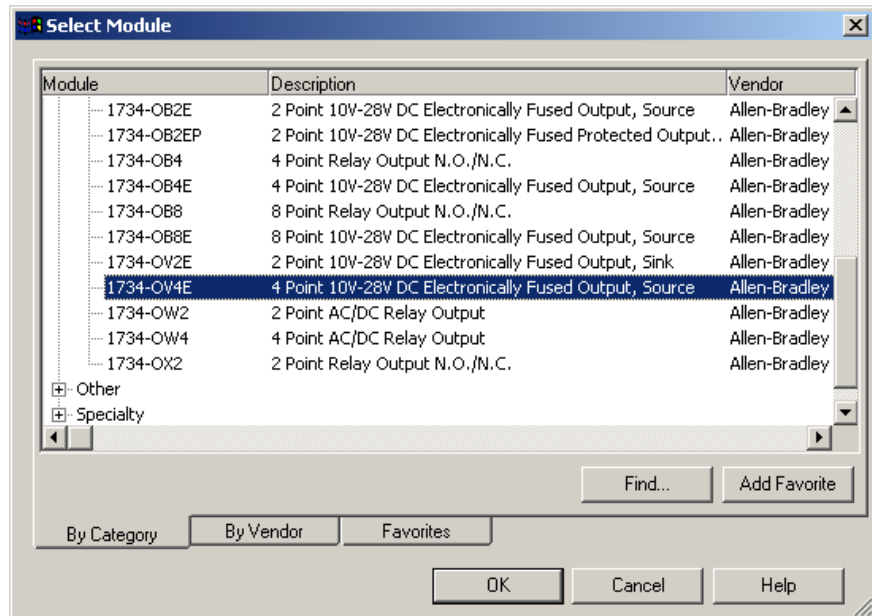 Select Module
Module Description Vendor
1734-OB2E 2 Point 10V-28V DC Electronically Fused Output, Source Allen-Bradley
1734-OB2EP 2 Point 10V-28V DC Electronically Fused Protected Output.. Allen-Bradley
1734-OB4 4 Point Relay Output N.O./N.C. Allen-Bradley
1734-OB4E 4 Point 10V-28V DC Electronically Fused Output, Source Allen-Bradley
1734-OB8 8 Point Relay Output N.O./N.C. Allen-Bradley
1734-OB8E 8 Point 10V-28V DC Electronically Fused Output, Source Allen-Bradley
1734-OV2E 2 Point 10V-28V DC Electronically Fused Output, Sink Allen-Bradley
1734-OV4E 4 Point 10V-28V DC Electronically Fused Output, Source Allen-Bradley
1734-OW2 2 Point AC/DC Relay Output Allen-Bradley
1734-OW4 4 Point AC/DC Relay Output Allen-Bradley
1734-OX2 2 Point Relay Output N.O./N.C. Allen-Bradley
Other
Specialty
Find... Add Favorite
By Category By Vendor Favorites
OK Cancel Help